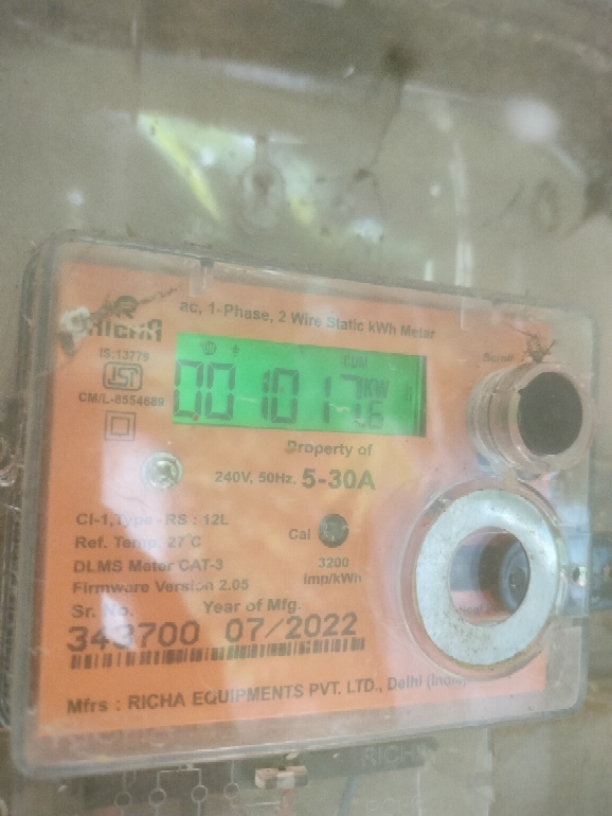 RICHA
ac, 1-Phase, 2 Wire Static kWh Meter
IS:13779
ISI
CM/L-8554689
CUM
001017.6 KW
Scroll
Property of
240V, 50Hz. 5-30A
Cl-1, Type - RS : 12L
Ref. Temp. 27°C
DLMS Meter CAT-3
Firmware Version 2.05
Cal
3200
imp/kWh
Sr. No. Year of Mfg.
343700 07/2022
Mfrs : RICHA EQUIPMENTS PVT. LTD., Delhi (India)